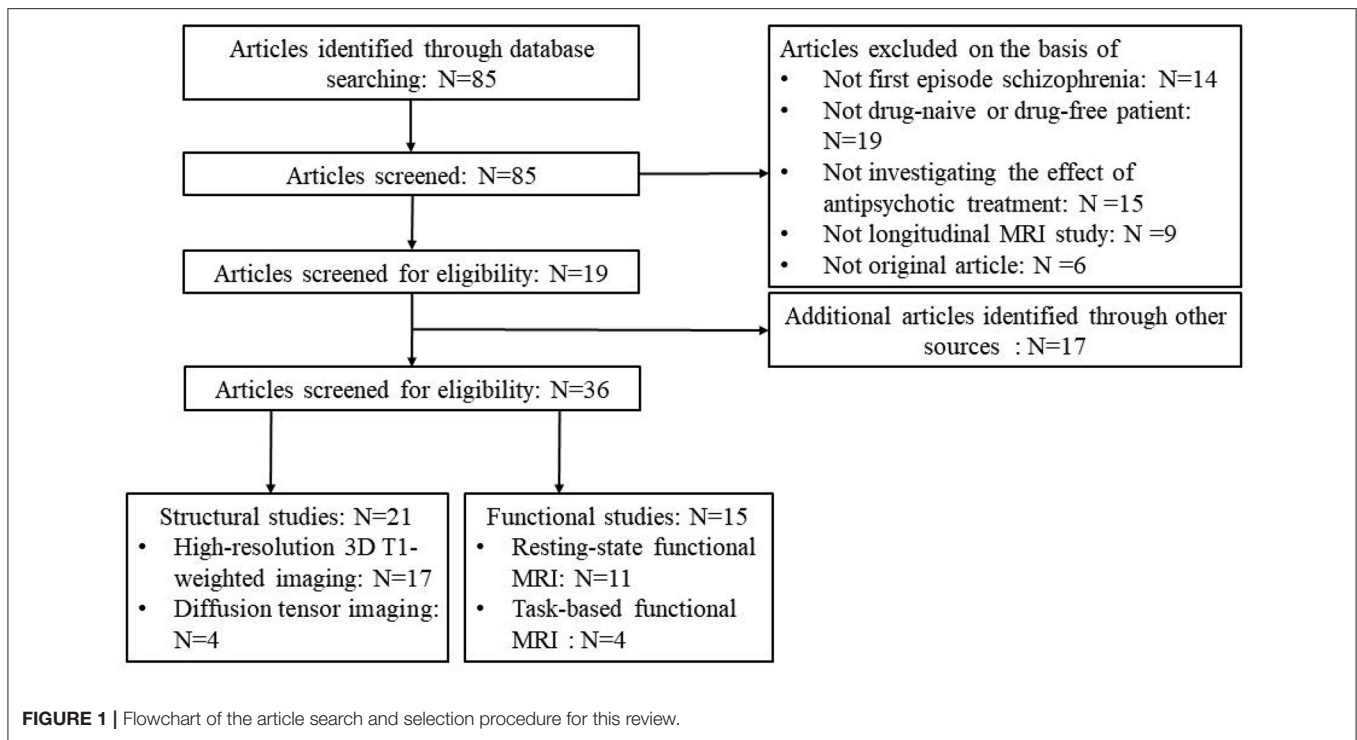 Articles identified through database
searching: N=85
Articles screened: N=85
Articles excluded on the basis of
• Not first episode schizophrenia: N=14
• Not drug-naive or drug-free patient:
N=19
• Not investigating the effect of
antipsychotic treatment: N =15
• Not longitudinal MRI study: N =9
• Not original article: N =6
Articles screened for eligibility: N=19
Additional articles identified through other
sources : N=17
Articles screened for eligibility: N=36
Structural studies: N=21
• High-resolution 3D T1-
weighted imaging: N=17
• Diffusion tensor imaging:
N=4
Functional studies: N=15
• Resting-state functional
MRI: N=11
• Task-based functional
MRI : N=4
FIGURE 1 | Flowchart of the article search and selection procedure for this review.